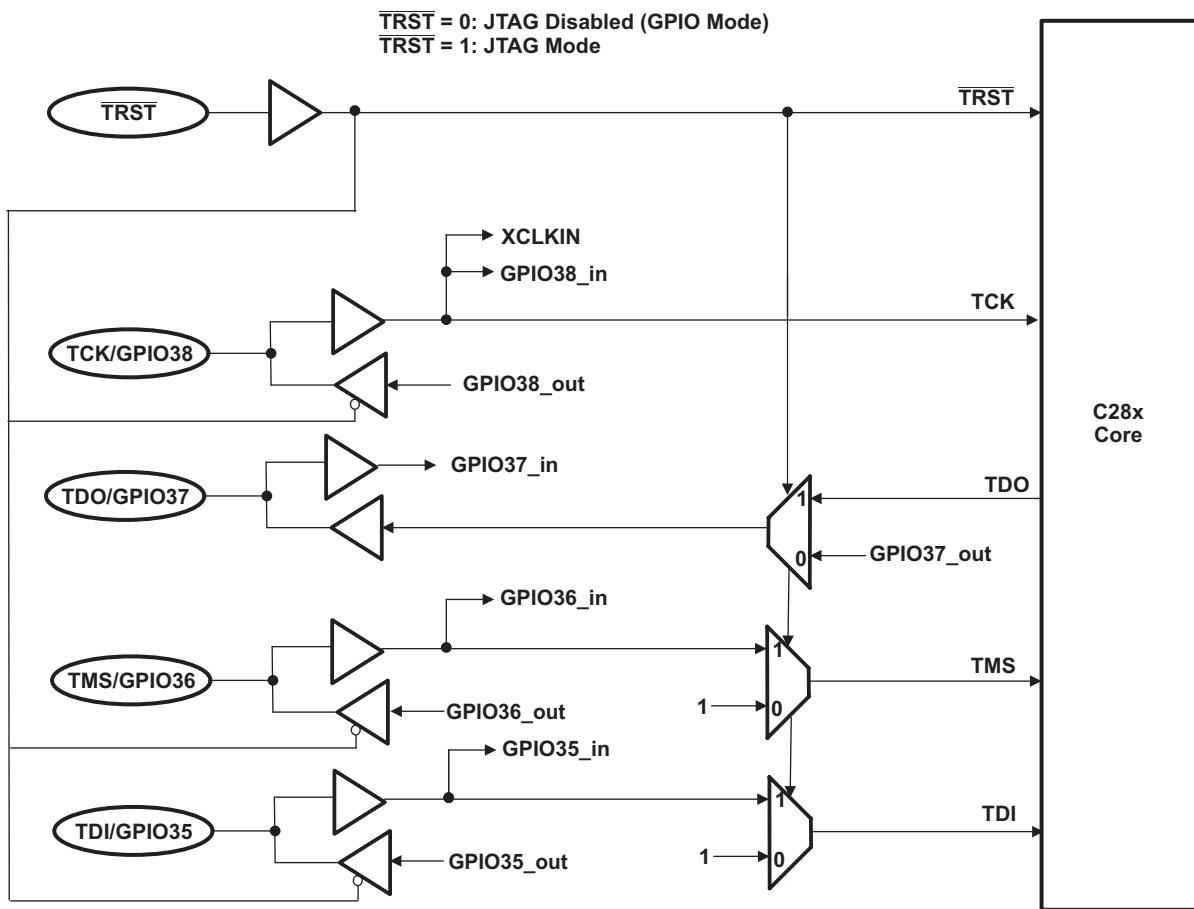 TRST = 0: JTAG Disabled (GPIO Mode)
TRST = 1: JTAG Mode
TRST
TRST
XCLKIN
GPIO38_in
TCK
TCK/GPIO38
GPIO38_out
C28x
Core
GPIO37_in
TDO/GPIO37
TDO
1
0
GPIO37_out
GPIO36_in
1
TMS/GPIO36
TMS
GPIO36_out
1
0
GPIO35_in
1
TDI/GPIO35
TDI
GPIO35_out
1
0